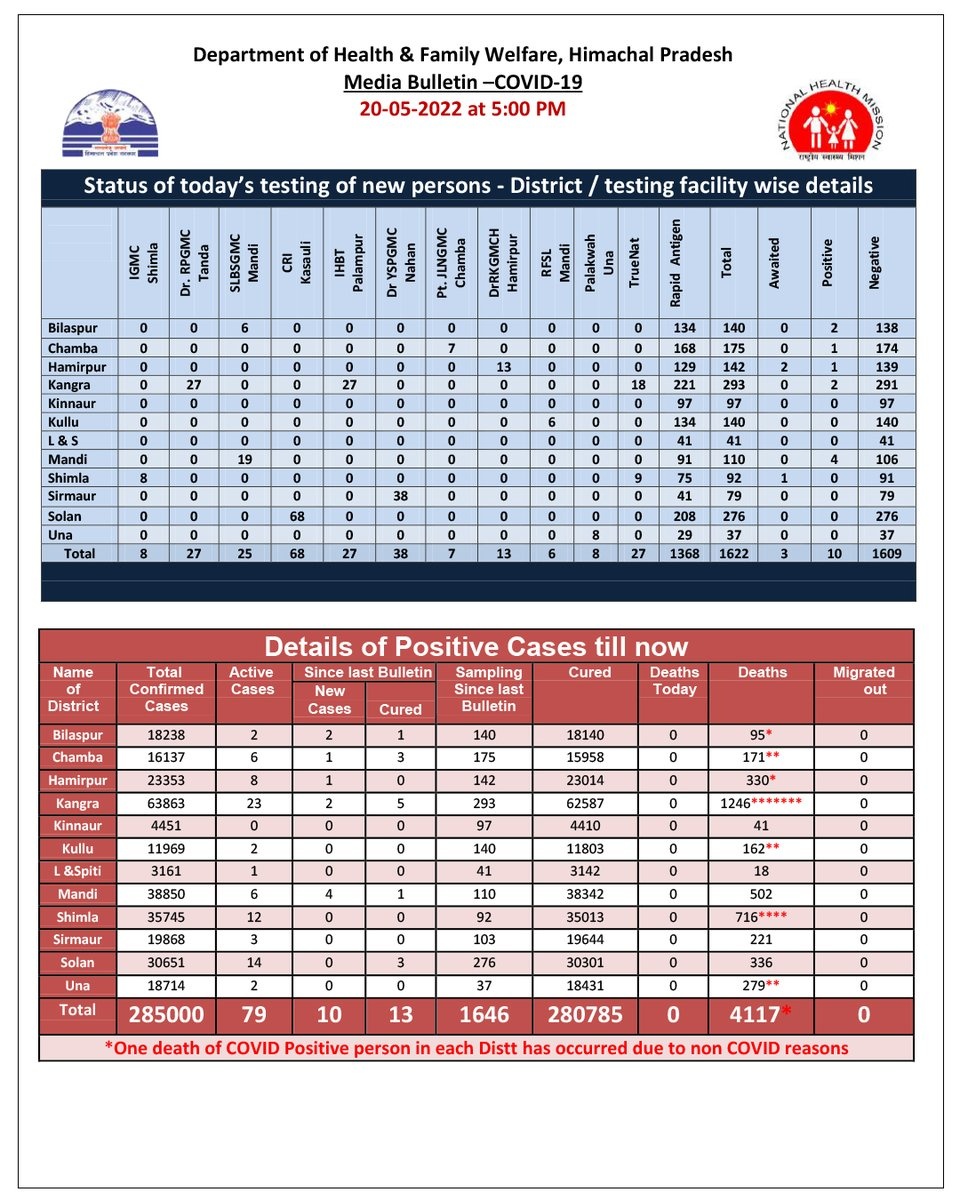 Department of Health & Family Welfare, Himachal Pradesh
Media Bulletin –COVID-19
20-05-2022 at 5:00 PM
NATIONAL HEALTH MISSION
राष्ट्रीय स्वास्थ्य मिशन
Status of today's testing of new persons - District / testing facility wise details
IGMC Shimla Dr. RPGMC Tanda SLBSGMC Mandi CRI Kasauli IHBT Palampur Dr YSPGMC Nahan Pt. JLNGMC Chamba DrRKGMCH Hamirpur RFSL Mandi Palakwah Una TrueNat Rapid Antigen Total Awaited Positive Negative
Bilaspur 0 0 6 0 0 0 0 0 0 0 0 134 140 0 2 138
Chamba 0 0 0 0 0 0 7 0 0 0 0 168 175 0 1 174
Hamirpur 0 0 0 0 0 0 0 13 0 0 0 129 142 2 1 139
Kangra 0 27 0 0 27 0 0 0 0 0 18 221 293 0 2 291
Kinnaur 0 0 0 0 0 0 0 0 0 0 0 97 97 0 0 97
Kullu 0 0 0 0 0 0 0 0 6 0 0 134 140 0 0 140
L & S 0 0 0 0 0 0 0 0 0 0 0 41 41 0 0 41
Mandi 0 0 19 0 0 0 0 0 0 0 0 91 110 0 4 106
Shimla 8 0 0 0 0 0 0 0 0 0 9 75 92 1 0 91
Sirmaur 0 0 0 0 0 38 0 0 0 0 0 41 79 0 0 79
Solan 0 0 0 68 0 0 0 0 0 0 0 208 276 0 0 276
Una 0 0 0 0 0 0 0 0 0 8 0 29 37 0 0 37
Total 8 27 25 68 27 38 7 13 6 8 27 1368 1622 3 10 1609
Details of Positive Cases till now
Name of District Total Confirmed Cases Active Cases Since last Bulletin New Cases Cured Sampling Since last Bulletin Cured Deaths Today Deaths Migrated out
Bilaspur 18238 2 2 1 140 18140 0 95* 0
Chamba 16137 6 1 3 175 15958 0 171** 0
Hamirpur 23353 8 1 0 142 23014 0 330* 0
Kangra 63863 23 2 5 293 62587 0 1246******* 0
Kinnaur 4451 0 0 0 97 4410 0 41 0
Kullu 11969 2 0 0 140 11803 0 162** 0
L &Spiti 3161 1 0 0 41 3142 0 18 0
Mandi 38850 6 4 1 110 38342 0 502 0
Shimla 35745 12 0 0 92 35013 0 716**** 0
Sirmaur 19868 3 0 0 103 19644 0 221 0
Solan 30651 14 0 3 276 30301 0 336 0
Una 18714 2 0 0 37 18431 0 279** 0
Total 285000 79 10 13 1646 280785 0 4117* 0
*One death of COVID Positive person in each Distt has occurred due to non COVID reasons